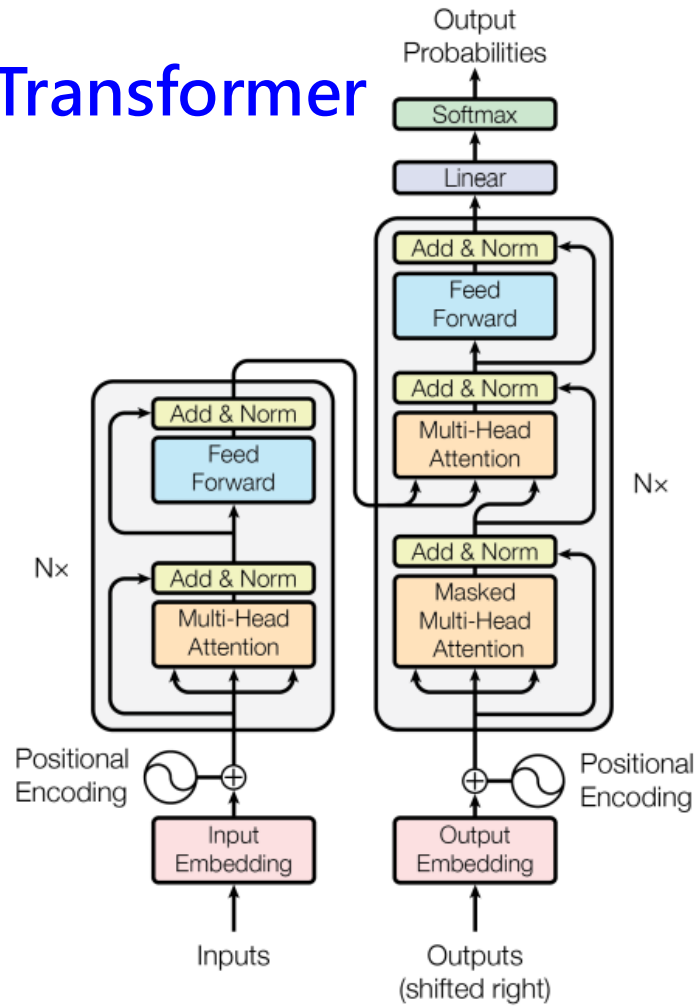 Transformer
Output
Probabilities
Softmax
Linear
Add & Norm
Feed
Forward
Add & Norm
Multi-Head
Attention
Add & Norm
Masked
Multi-Head
Attention
Nx
Add & Norm
Feed
Forward
Add & Norm
Multi-Head
Attention
Nx
Positional
Encoding
Positional
Encoding
Input
Embedding
Output
Embedding
Inputs
Outputs
(shifted right)